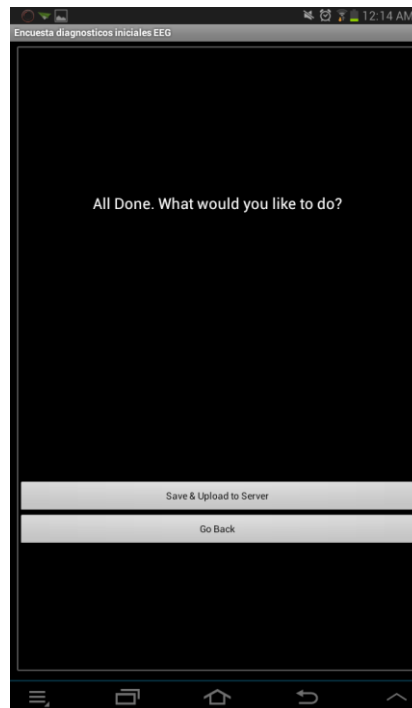 12:14 AM
Encuesta diagnosticos iniciales EEG
All Done. What would you like to do?
Save & Upload to Server
Go Back